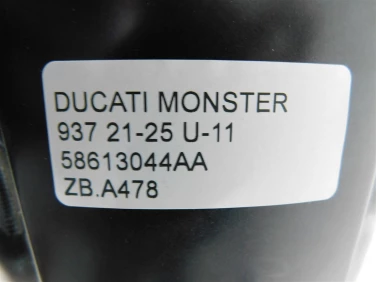 DUCATI MONSTER
937 21-25 U-11
58613044AA
ZB.A478